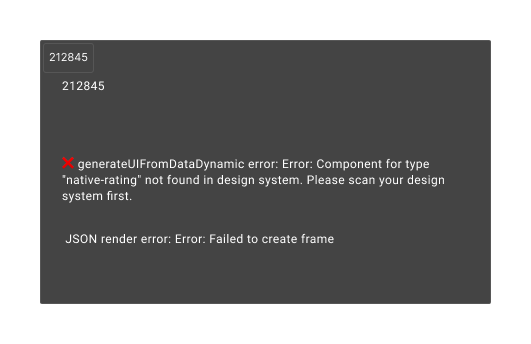 212845
212845
❌ generateUIFromDataDynamic error: Error: Component for type
"native-rating" not found in design system. Please scan your design
system first.
JSON render error: Error: Failed to create frame